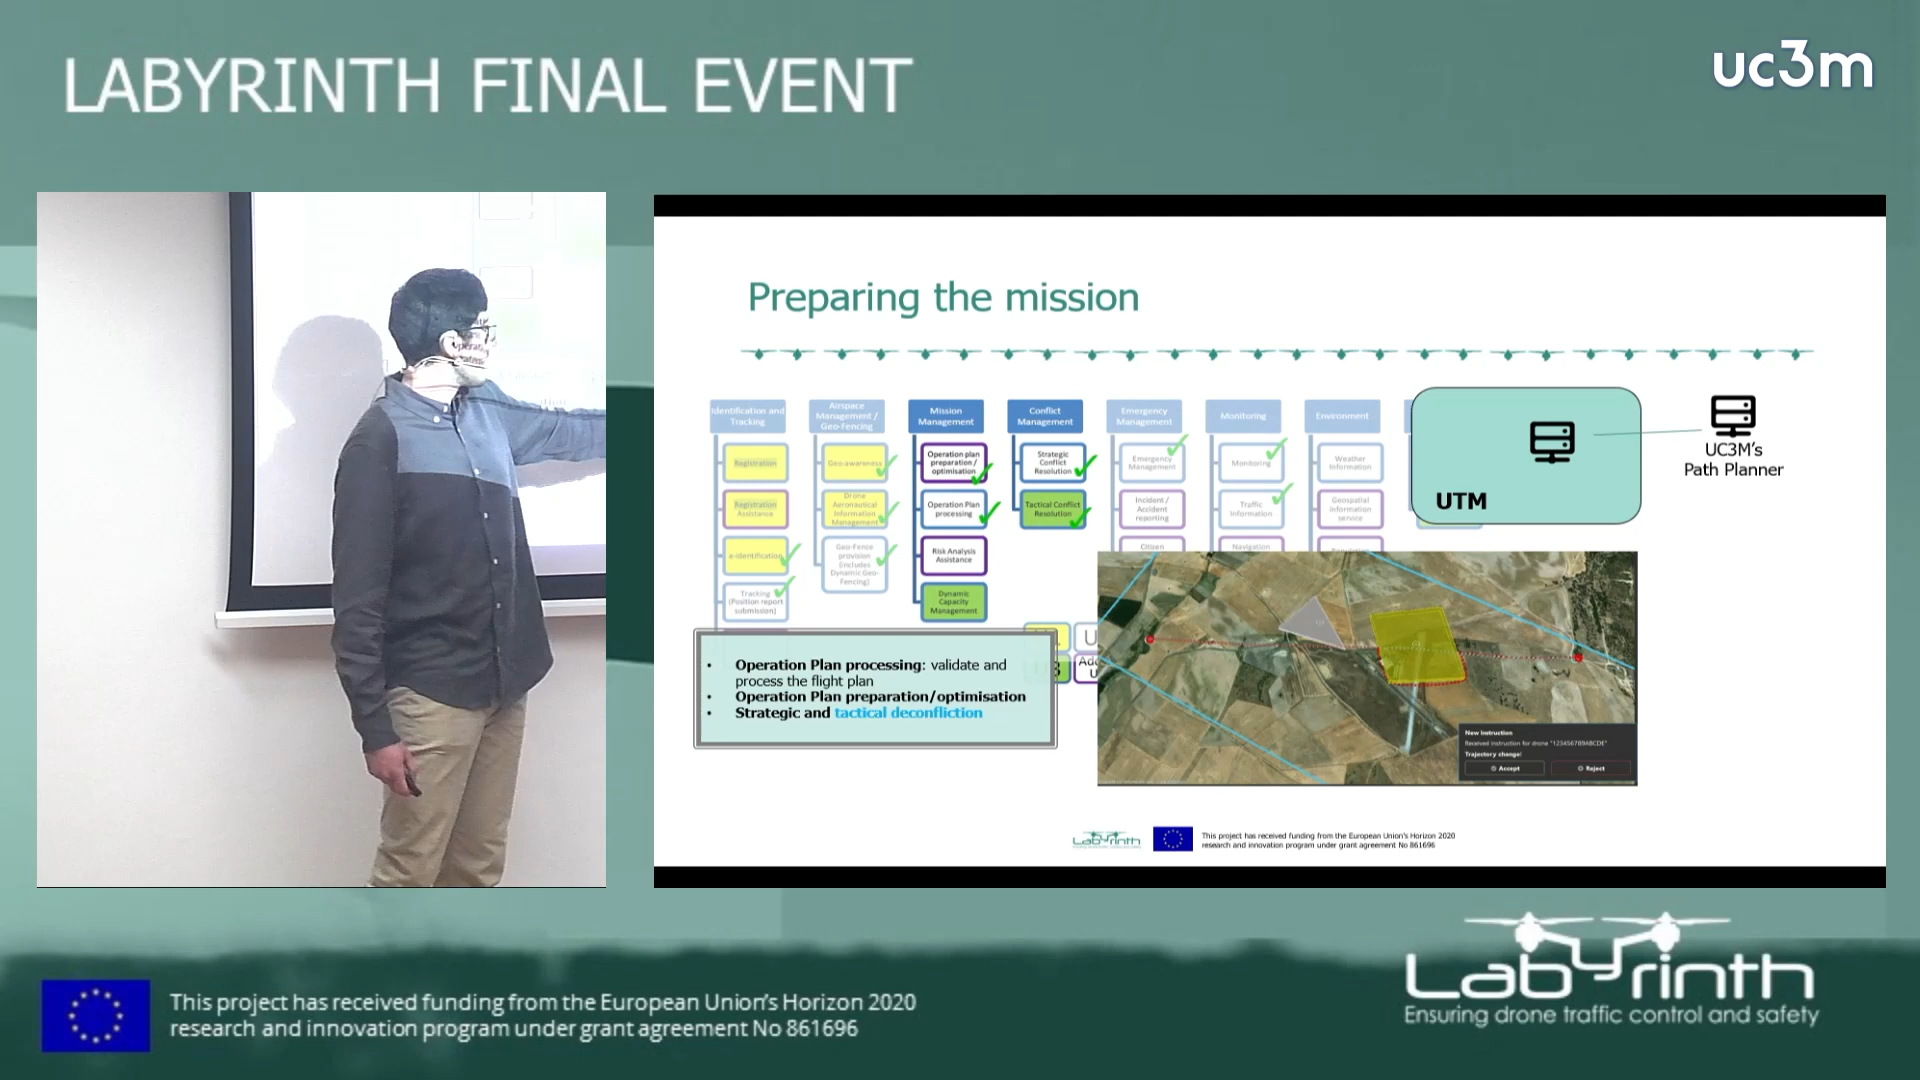 LABYRINTH FINAL EVENT
uc3m
Preparing the mission
Identification and
Tracking
Airspace
Management /
Geo-Fencing
Mission
Management
Conflict
Management
Emergency
Management
Monitoring
Environment
Registration
Registration
Assistance
e-identification
Tracking
(Position report
submission)
Geo-awareness
Drone
Aeronautical
Information
Management
Geo-Fence
provision
(includes
Dynamic Geo-
Fencing)
Operation plan
preparation /
optimisation
Operation Plan
processing
Risk Analysis
Assistance
Dynamic
Capacity
Management
Strategic
Conflict
Resolution
Tactical Conflict
Resolution
Emergency
Management
Incident /
Accident
reporting
Citizen
Monitoring
Traffic
Information
Navigation
Weather
Information
Geospatial
information
service
UTM
UC3M's
Path Planner
• Operation Plan processing: validate and
process the flight plan
• Operation Plan preparation/optimisation
• Strategic and tactical deconfliction
New instruction
Received instruction for drone "123456789ABCDE"
Trajectory change:
Accept
Reject
Labyrinth
This project has received funding from the European Union's Horizon 2020
research and innovation program under grant agreement No 861696
This project has received funding from the European Union's Horizon 2020
research and innovation program under grant agreement No 861696
Labyrinth
Ensuring drone traffic control and safety